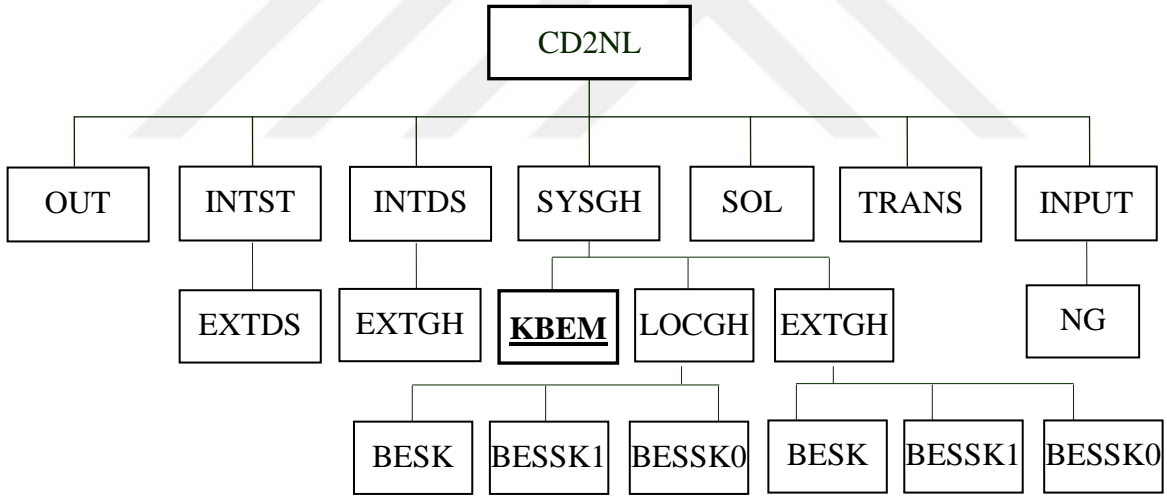 CD2NL
OUT
INTST
INTDS
SYSGH
SOL
TRANS
INPUT
EXTDS
EXTGH
KBEM
LOCGH
EXTGH
NG
BESK
BESSK1
BESSK0
BESK
BESSK1
BESSK0